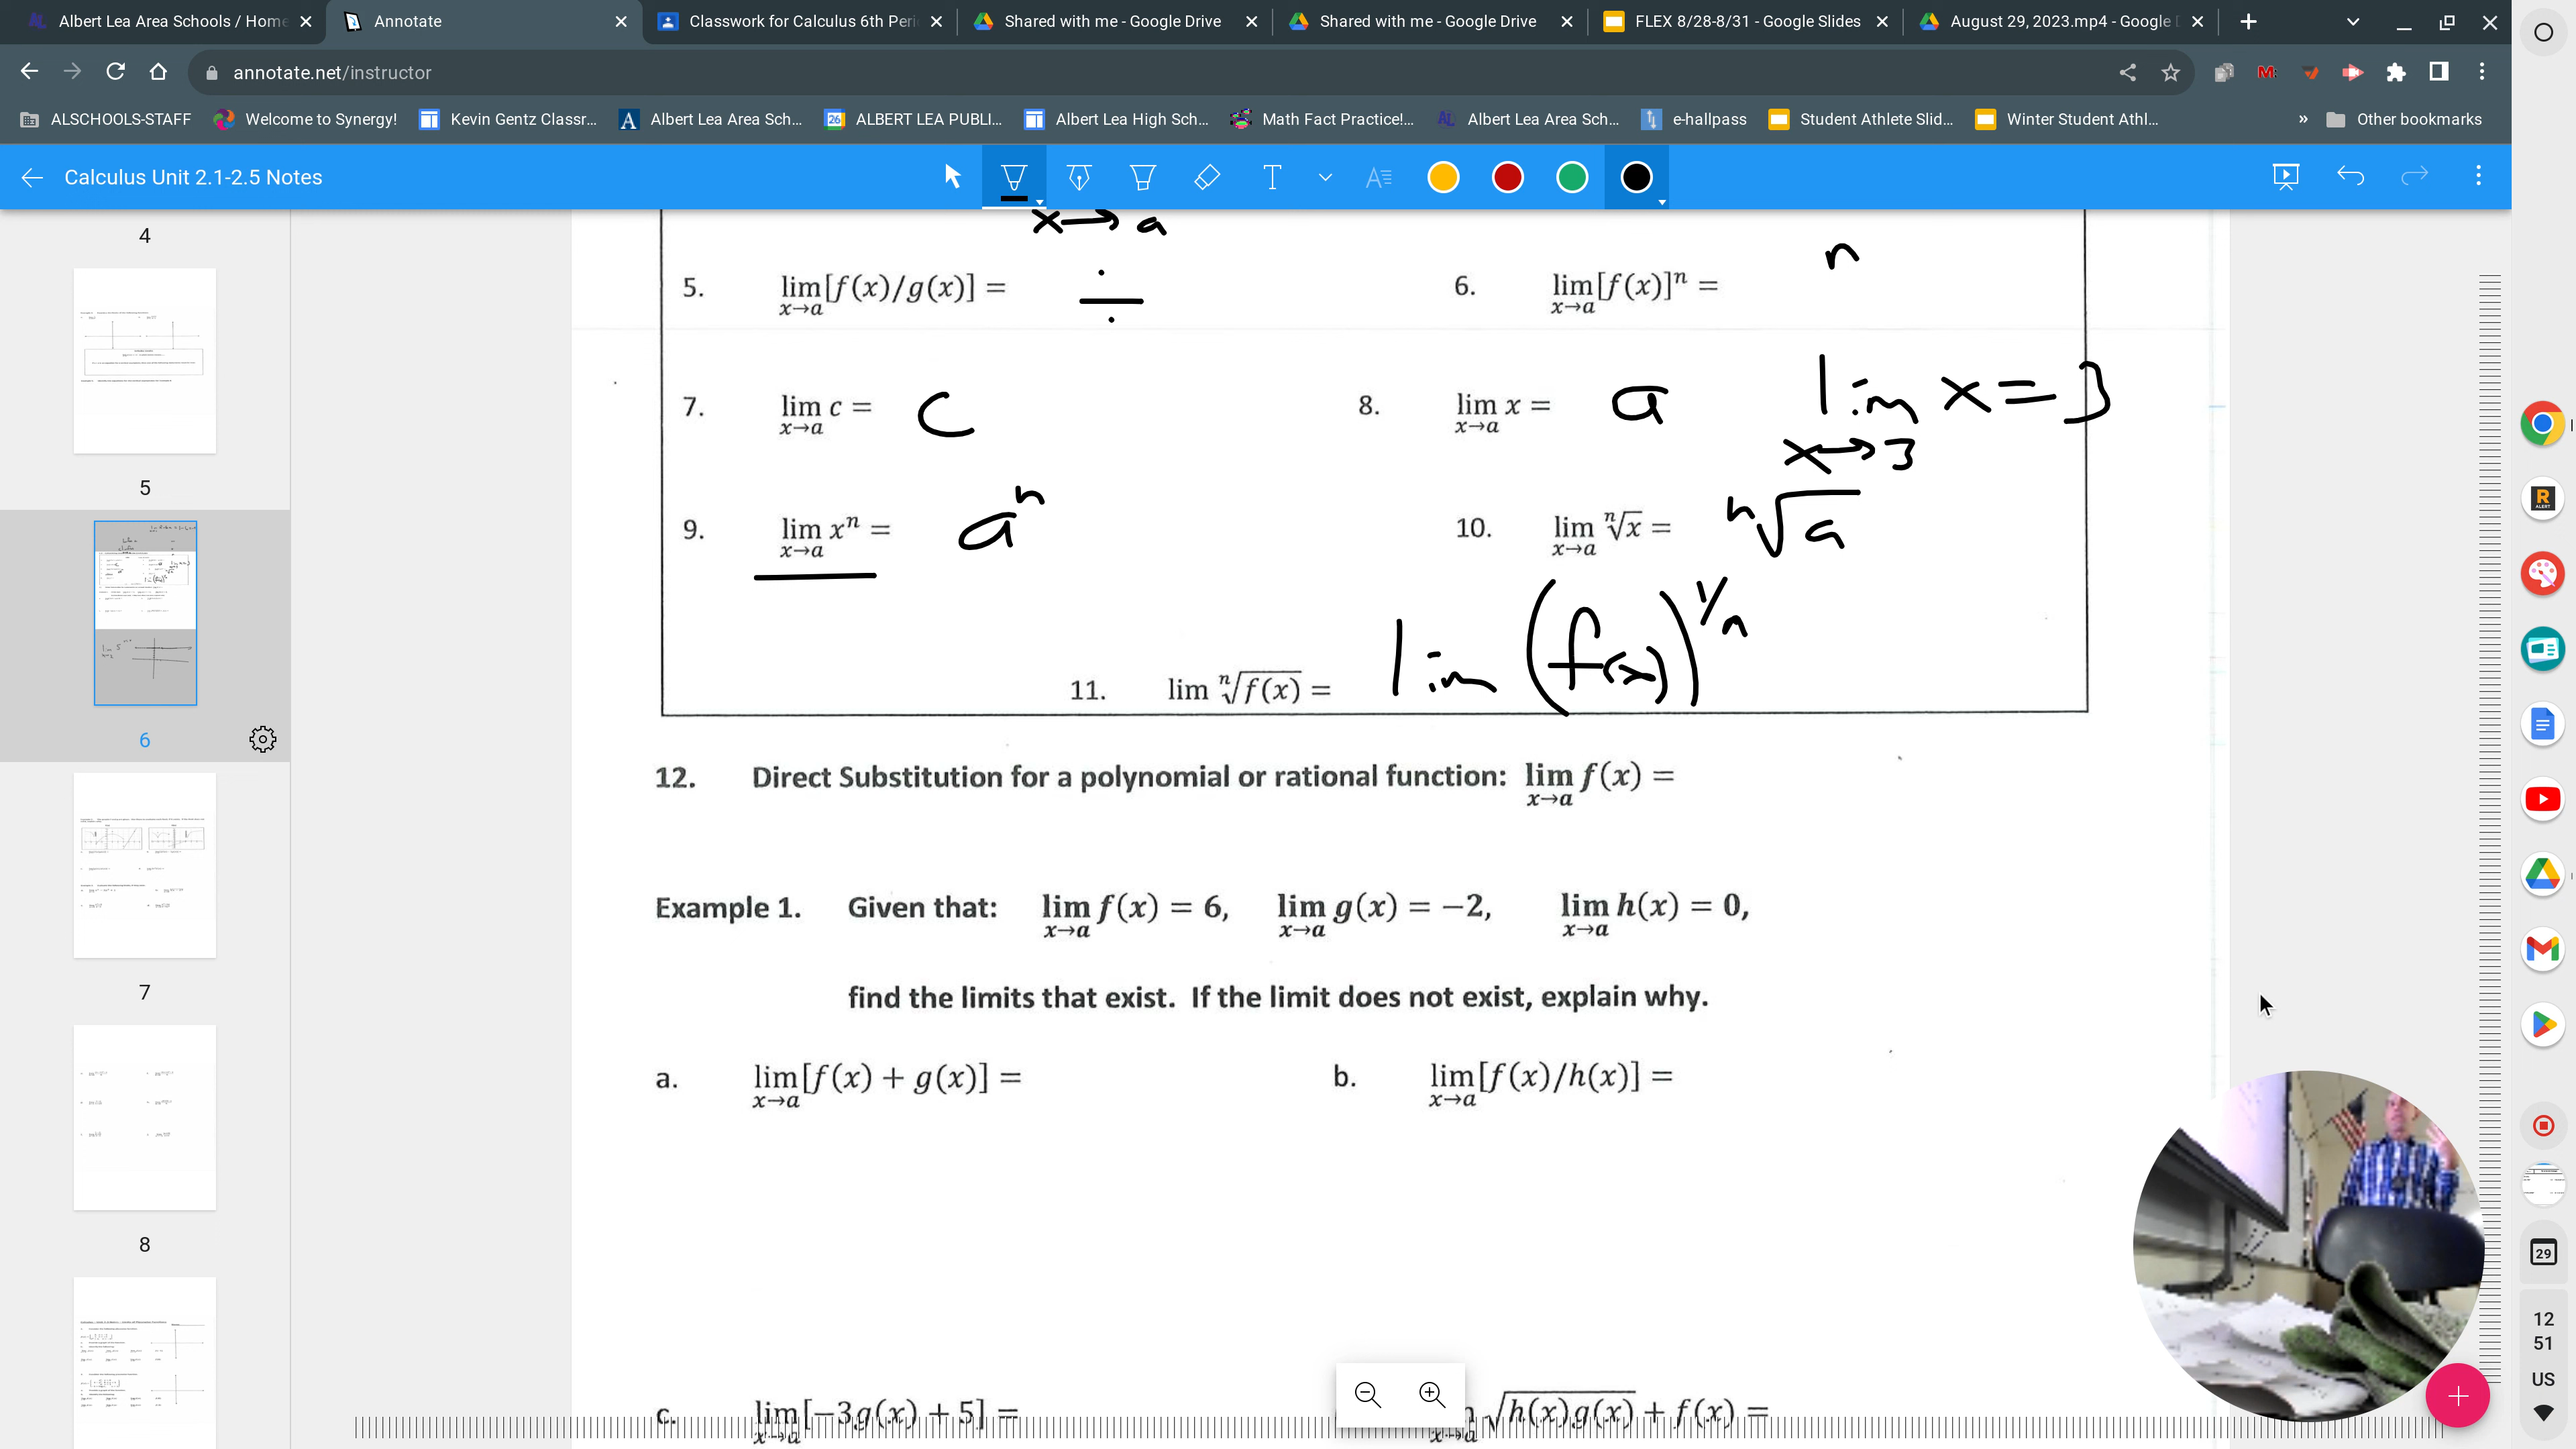 Albert Lea Area Schools / Home
Annotate
Classwork for Calculus 6th Peri
Shared with me - Google Drive
Shared with me - Google Drive
FLEX 8/28-8/31 - Google Slides
August 29, 2023.mp4 - Google D
annotate.net/instructor
ALSCHOOLS-STAFF
Welcome to Synergy!
Kevin Gentz Classr...
Albert Lea Area Sch...
ALBERT LEA PUBLI...
Albert Lea High Sch...
Math Fact Practice!...
Albert Lea Area Sch...
e-hallpass
Student Athlete Slid...
Winter Student Athl...
» Other bookmarks
Calculus Unit 2.1-2.5 Notes
4
5
6
7
8
x→a
5. lim x→a [f(x)/g(x)] = ÷
6. lim x→a [f(x)]ⁿ = n
7. lim x→a c = c
8. lim x→a x = a lim x→3 x = 3
9. lim x→a xⁿ = aⁿ
10. lim x→a ⁿ√x = ⁿ√a
11. lim ⁿ√f(x) = lim (f(x))^1/n
12. Direct Substitution for a polynomial or rational function: lim x→a f(x) =
Example 1. Given that: lim x→a f(x) = 6, lim x→a g(x) = −2, lim x→a h(x) = 0,
find the limits that exist. If the limit does not exist, explain why.
a. lim x→a [f(x) + g(x)] =
b. lim x→a [f(x)/h(x)] =
c. lim x→a [−3g(x) + 5] =
√h(x)g(x) + f(x) =
12
51
US
29